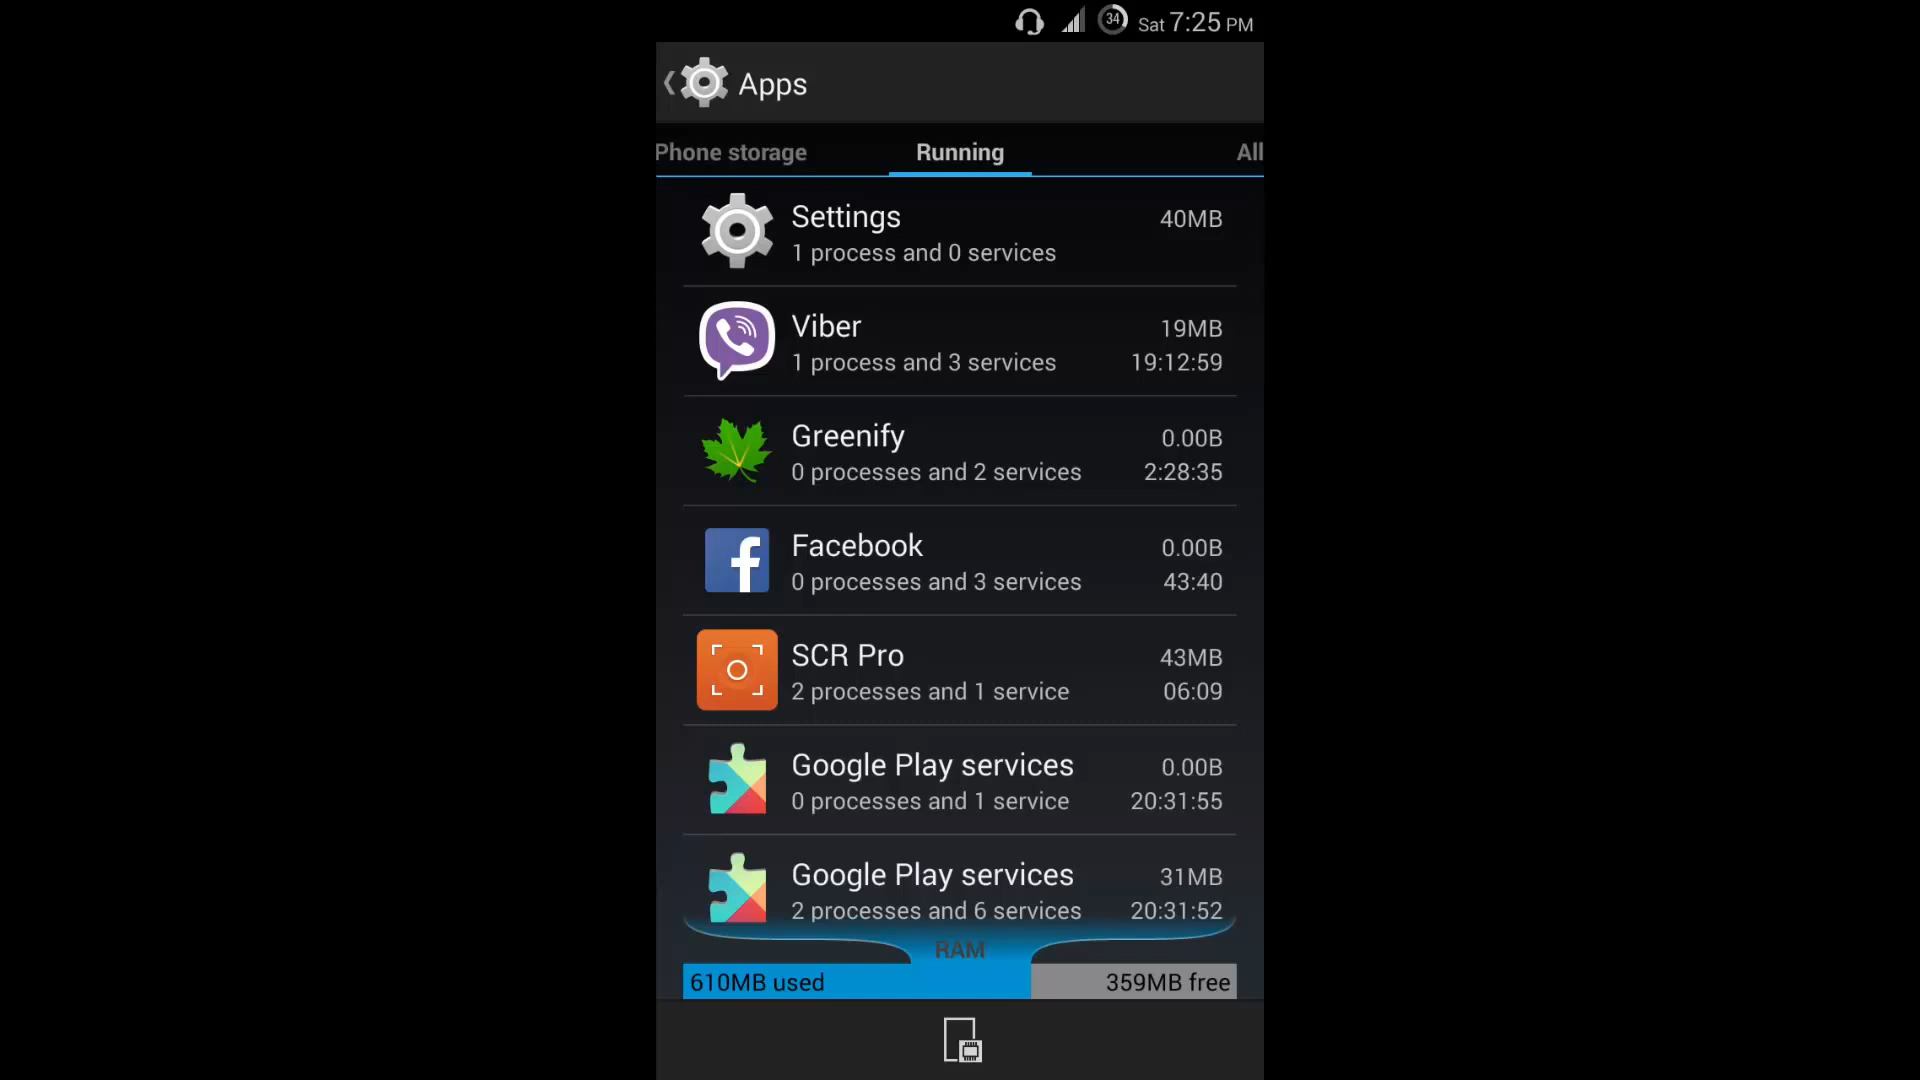 34 Sat 7:25 PM
Apps
Phone storage Running All
Settings 40MB
1 process and 0 services
Viber 19MB
1 process and 3 services 19:12:59
Greenify 0.00B
0 processes and 2 services 2:28:35
Facebook 0.00B
0 processes and 3 services 43:40
SCR Pro 43MB
2 processes and 1 service 06:09
Google Play services 0.00B
0 processes and 1 service 20:31:55
Google Play services 31MB
2 processes and 6 services 20:31:52
RAM
610MB used 359MB free